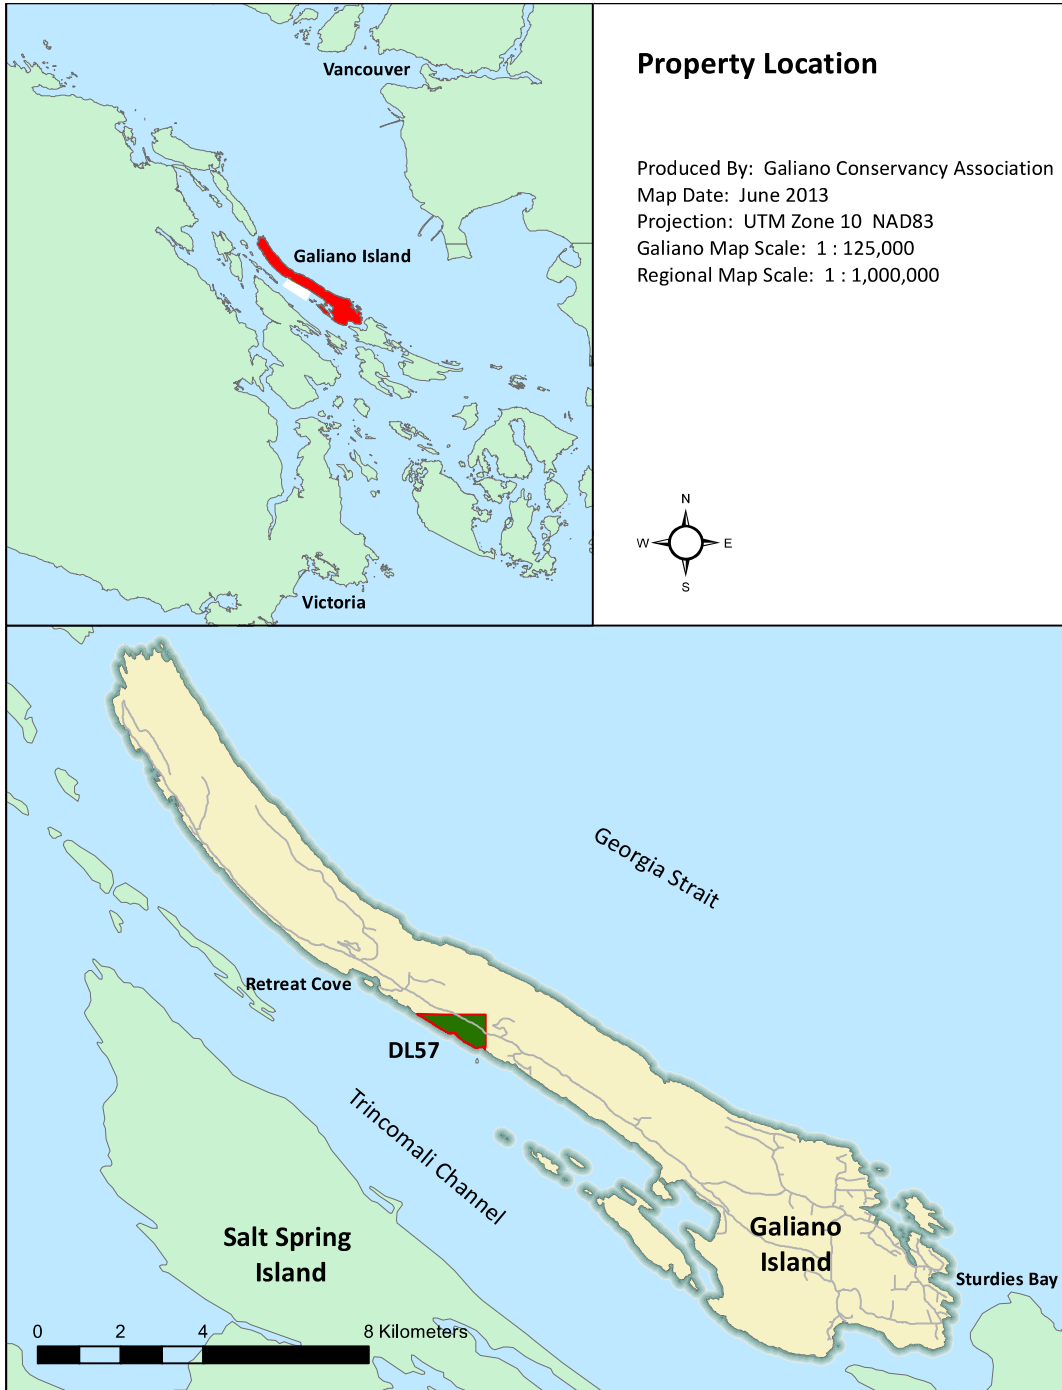 Vancouver
Galiano Island
Victoria
Property Location
Produced By: Galiano Conservancy Association
Map Date: June 2013
Projection: UTM Zone 10 NAD83
Galiano Map Scale: 1 : 125,000
Regional Map Scale: 1 : 1,000,000
N
W E
S
Georgia Strait
Retreat Cove
DL57
Trincomali Channel
Salt Spring
Island
Galiano
Island
Sturdies Bay
0 2 4 8 Kilometers